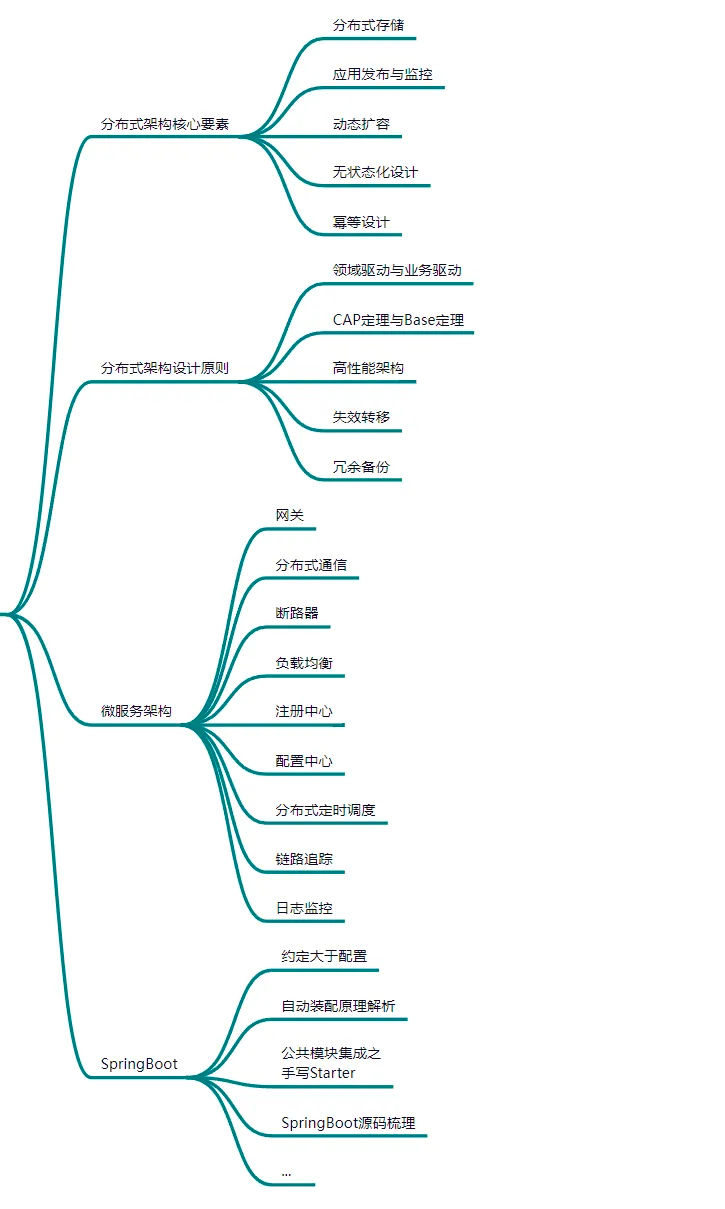 分布式架构核心要素
分布式存储
应用发布与监控
动态扩容
无状态化设计
幂等设计
分布式架构设计原则
领域驱动与业务驱动
CAP定理与Base定理
高性能架构
失效转移
冗余备份
微服务架构
网关
分布式通信
断路器
负载均衡
注册中心
配置中心
分布式定时调度
链路追踪
日志监控
SpringBoot
约定大于配置
自动装配原理解析
公共模块集成之
手写Starter
SpringBoot源码梳理
...